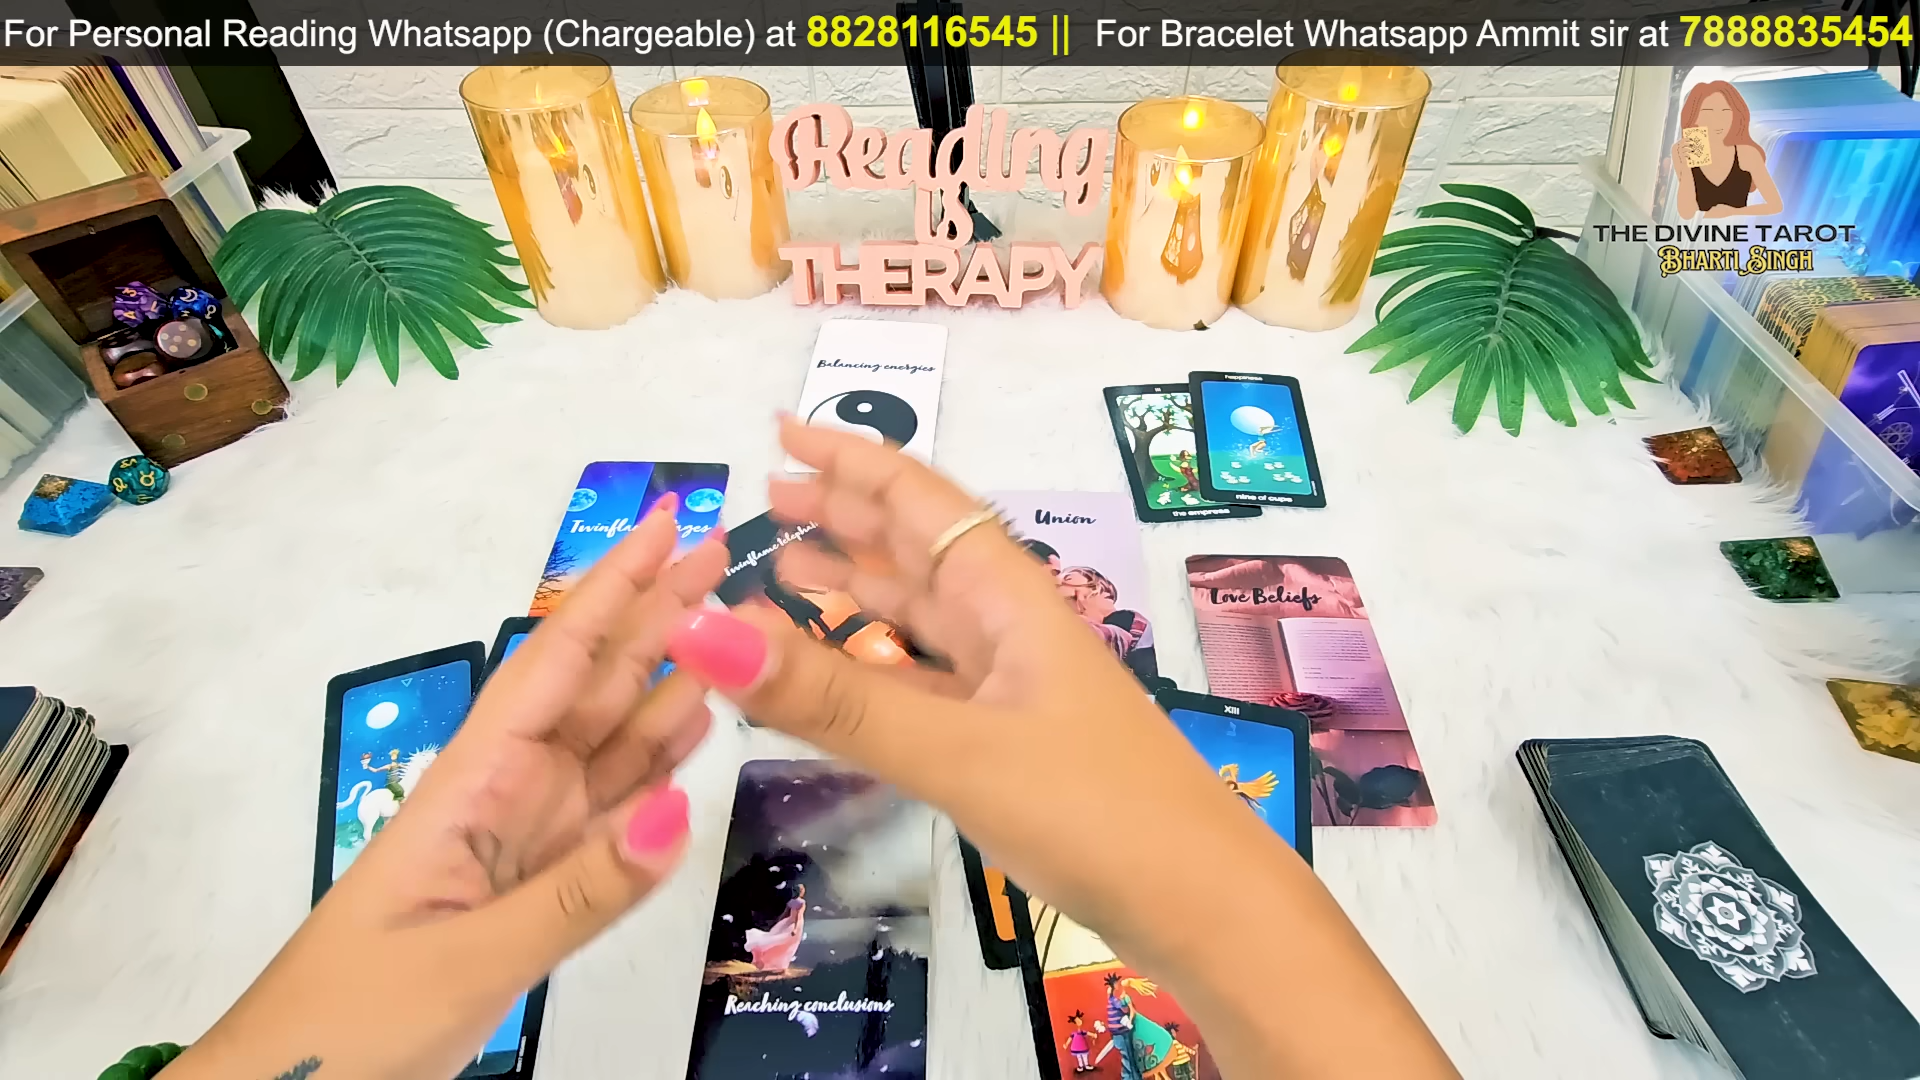 For Personal Reading Whatsapp (Chargeable) at 8828116545 || For Bracelet Whatsapp Ammit sir at 7888835454
Reading
is
THERAPY
THE DIVINE TAROT
BHARTI SINGH
Balancing energies
III
the empress
happiness
nine of cups
Union
Love Beliefs
XIII
Reaching conclusions